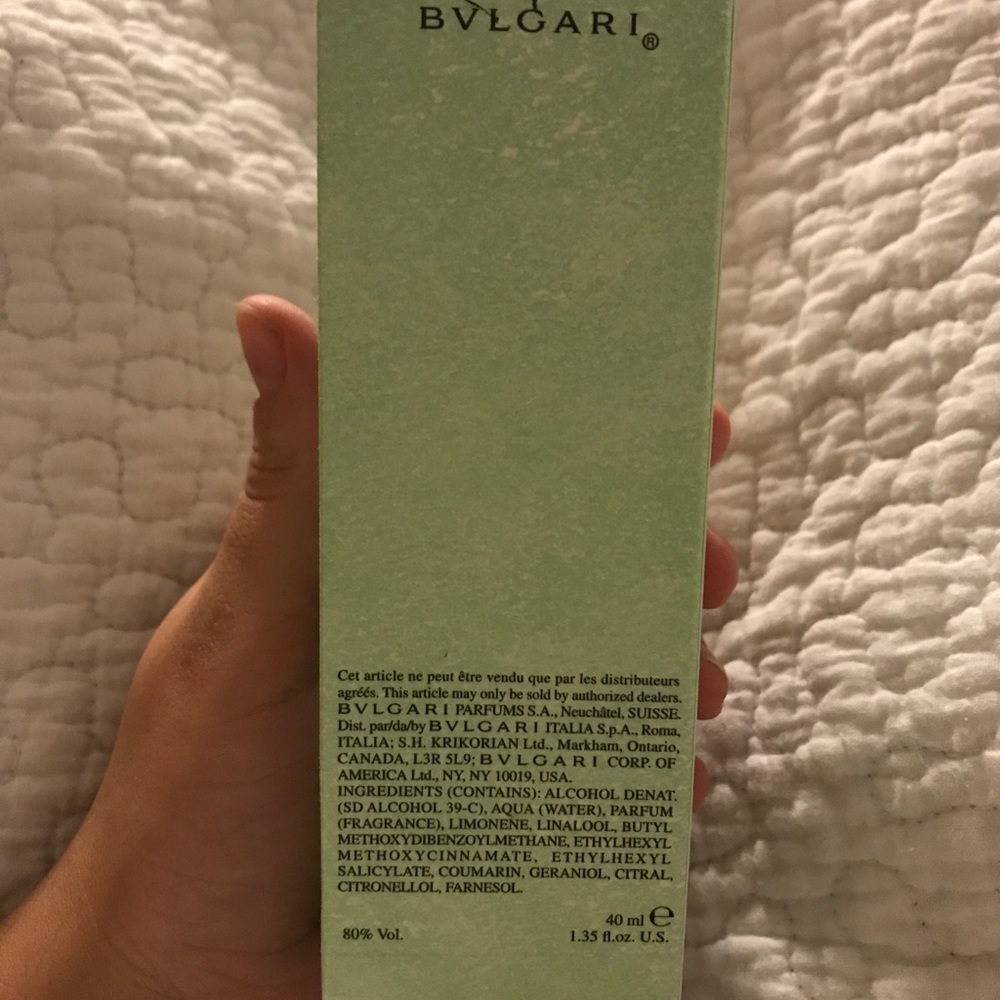 BVLGARI®
Cet article ne peut être vendu que par les distributeurs
agréés. This article may only be sold by authorized dealers.
BVLGARI PARFUMS S.A., Neuchâtel, SUISSE.
Dist. par/da/by BVLGARI ITALIA S.p.A., Roma,
ITALIA; S.H. KRIKORIAN Ltd., Markham, Ontario,
CANADA, L3R 5L9; BVLGARI CORP. OF
AMERICA Ltd., NY, NY 10019, USA.
INGREDIENTS (CONTAINS): ALCOHOL DENAT.
(SD ALCOHOL 39-C), AQUA (WATER), PARFUM
(FRAGRANCE), LIMONENE, LINALOOL, BUTYL
METHOXYDIBENZOYLMETHANE, ETHYLHEXYL
METHOXYCINNAMATE, ETHYLHEXYL
SALICYLATE, COUMARIN, GERANIOL, CITRAL,
CITRONELLOL, FARNESOL.
40 ml ℮
80% Vol. 1.35 fl.oz. U.S.